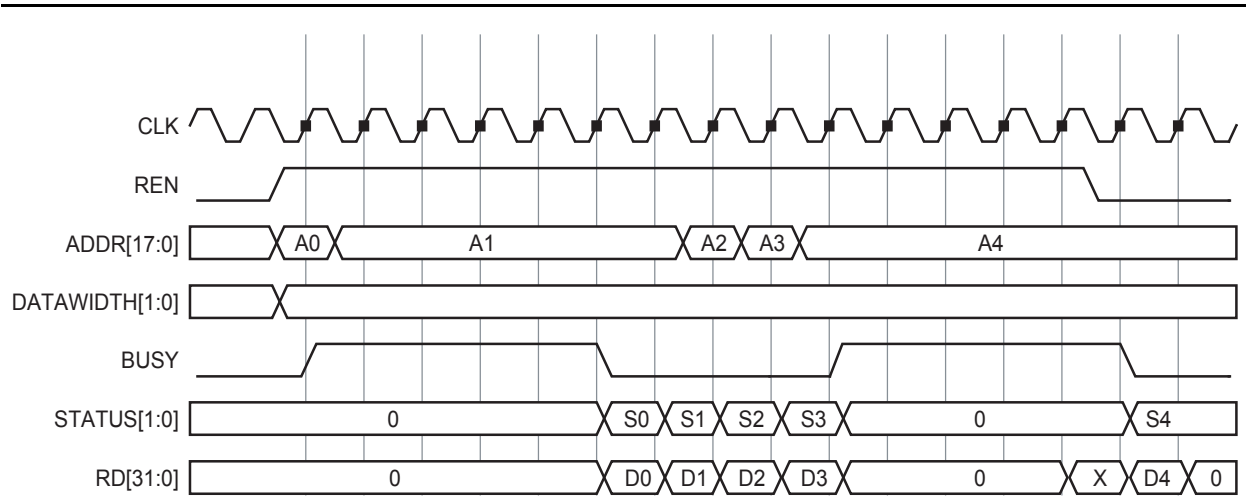 CLK
REN
ADDR[17:0] A0 A1 A2 A3 A4
DATAWIDTH[1:0]
BUSY
STATUS[1:0] 0 S0 S1 S2 S3 0 S4
RD[31:0] 0 D0 D1 D2 D3 0 X D4 0